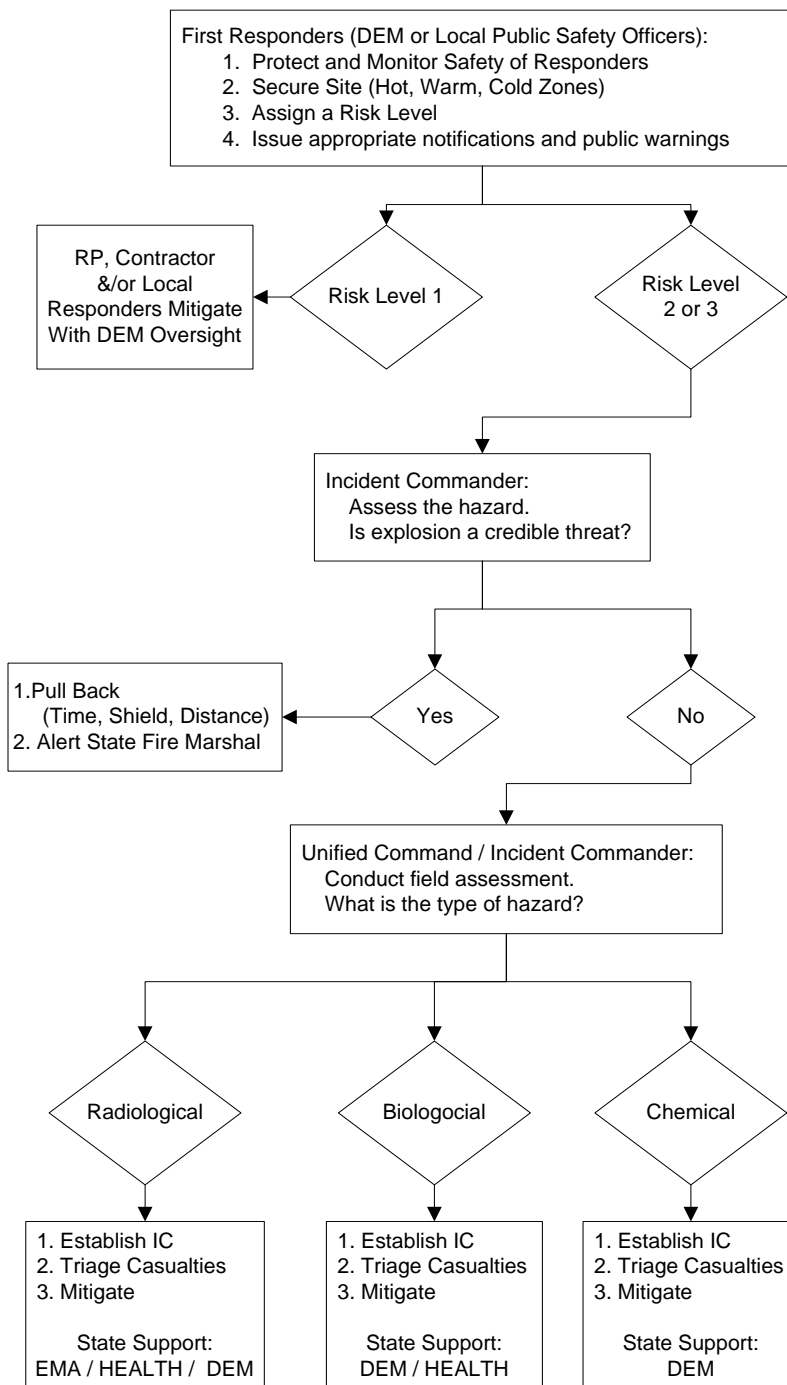 First Responders (DEM or Local Public Safety Officers):
1. Protect and Monitor Safety of Responders
2. Secure Site (Hot, Warm, Cold Zones)
3. Assign a Risk Level
4. Issue appropriate notifications and public warnings
RP, Contractor
&/or Local
Responders Mitigate
With DEM Oversight
Risk Level 1
Risk Level
2 or 3
Incident Commander:
Assess the hazard.
Is explosion a credible threat?
1.Pull Back
(Time, Shield, Distance)
2. Alert State Fire Marshal
Yes
No
Unified Command / Incident Commander:
Conduct field assessment.
What is the type of hazard?
Radiological
Biologocial
Chemical
1. Establish IC
2. Triage Casualties
3. Mitigate
State Support:
EMA / HEALTH / DEM
1. Establish IC
2. Triage Casualties
3. Mitigate
State Support:
DEM / HEALTH
1. Establish IC
2. Triage Casualties
3. Mitigate
State Support:
DEM